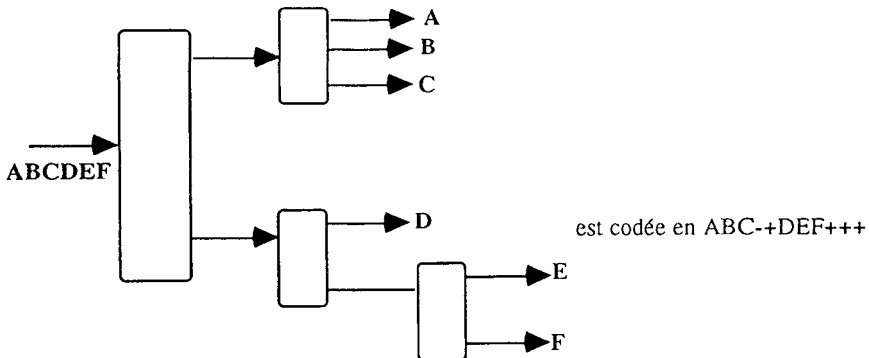 A
B
C
ABCDEF
D
est codée en ABC-+DEF+++
E
F